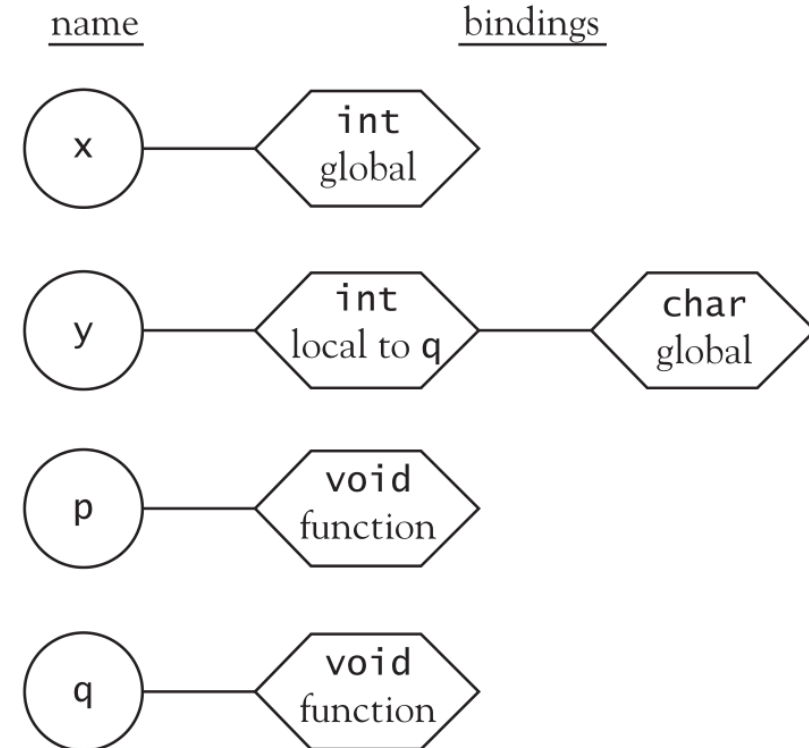 name bindings
x
int
global
y
int
local to q
char
global
p
void
function
q
void
function